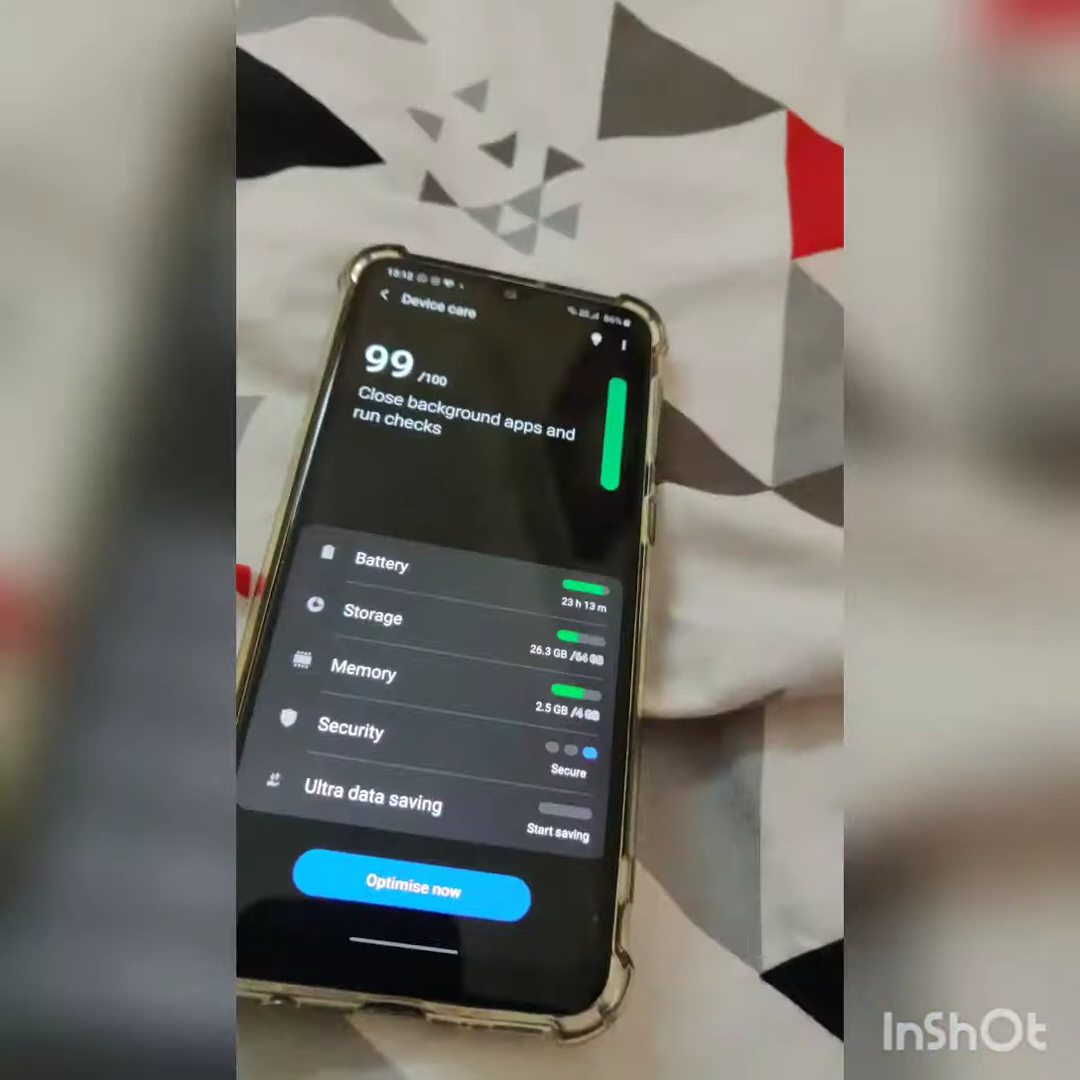 Device care
99 /100
Close background apps and
run checks
Battery
23 h 13 m
Storage
26.3 GB /64 GB
Memory
2.5 GB /4 GB
Security
Secure
Ultra data saving
Start saving
Optimise now
InShOt